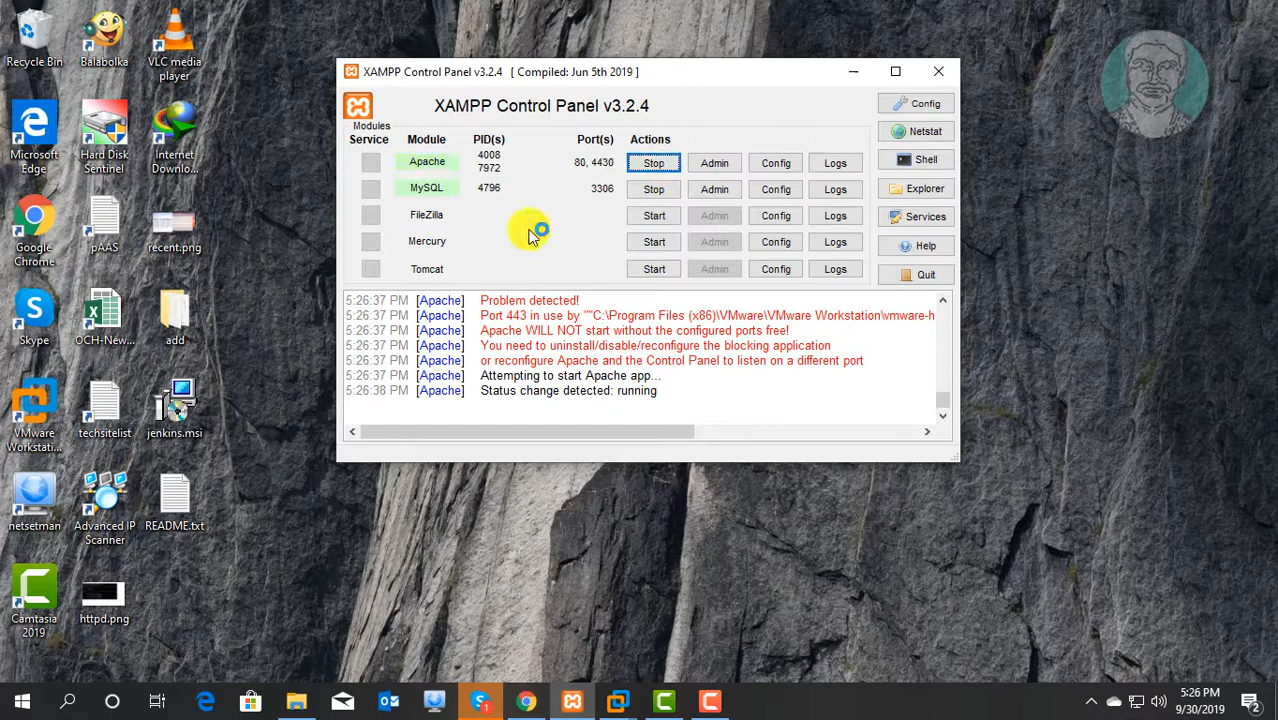 Recycle Bin
Balabolka
VLC media
player
Microsoft
Edge
Hard Disk
Sentinel
Internet
Downlo...
Google
Chrome
pAAS
recent.png
Skype
OCH-New...
add
VMware
Workstati...
techsitelist
jenkins.msi
netsetman
Advanced IP
Scanner
README.txt
Camtasia
2019
httpd.png
XAMPP Control Panel v3.2.4 [ Compiled: Jun 5th 2019 ]
XAMPP Control Panel v3.2.4
Modules
Service Module PID(s) Port(s) Actions
Apache 4008
7972 80, 4430 Stop Admin Config Logs
MySQL 4796 3306 Stop Admin Config Logs
FileZilla Start Admin Config Logs
Mercury Start Admin Config Logs
Tomcat Start Admin Config Logs
Config
Netstat
Shell
Explorer
Services
Help
Quit
5:26:37 PM [Apache] Problem detected!
5:26:37 PM [Apache] Port 443 in use by ""C:\Program Files (x86)\VMware\VMware Workstation\vmware-h
5:26:37 PM [Apache] Apache WILL NOT start without the configured ports free!
5:26:37 PM [Apache] You need to uninstall/disable/reconfigure the blocking application
5:26:37 PM [Apache] or reconfigure Apache and the Control Panel to listen on a different port
5:26:37 PM [Apache] Attempting to start Apache app...
5:26:38 PM [Apache] Status change detected: running
1
5:26 PM
9/30/2019
2